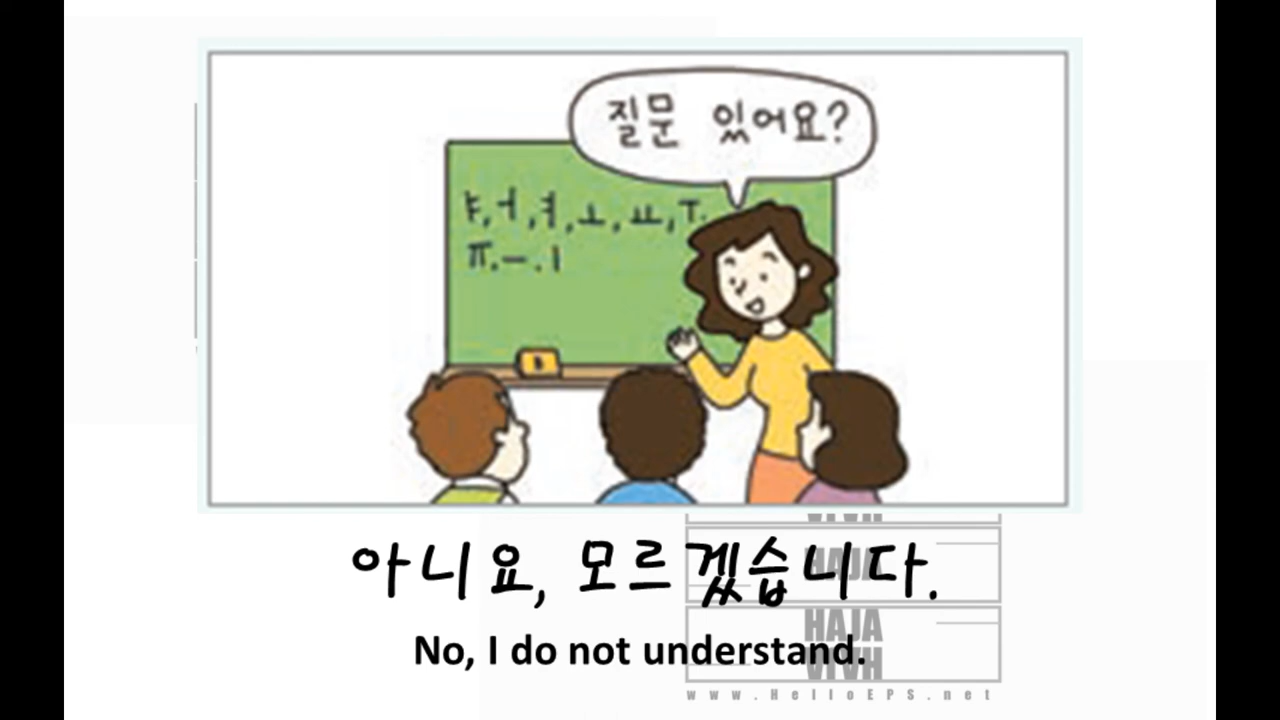 질문 있어요?
ㅑ,ㅓ,ㅕ,ㅗ,ㅛ,ㅜ.
ㅠ.ㅡ.ㅣ
아니요, 모르겠습니다.
No, I do not understand.
HAJA
HAJA
www.HelloEPS.net